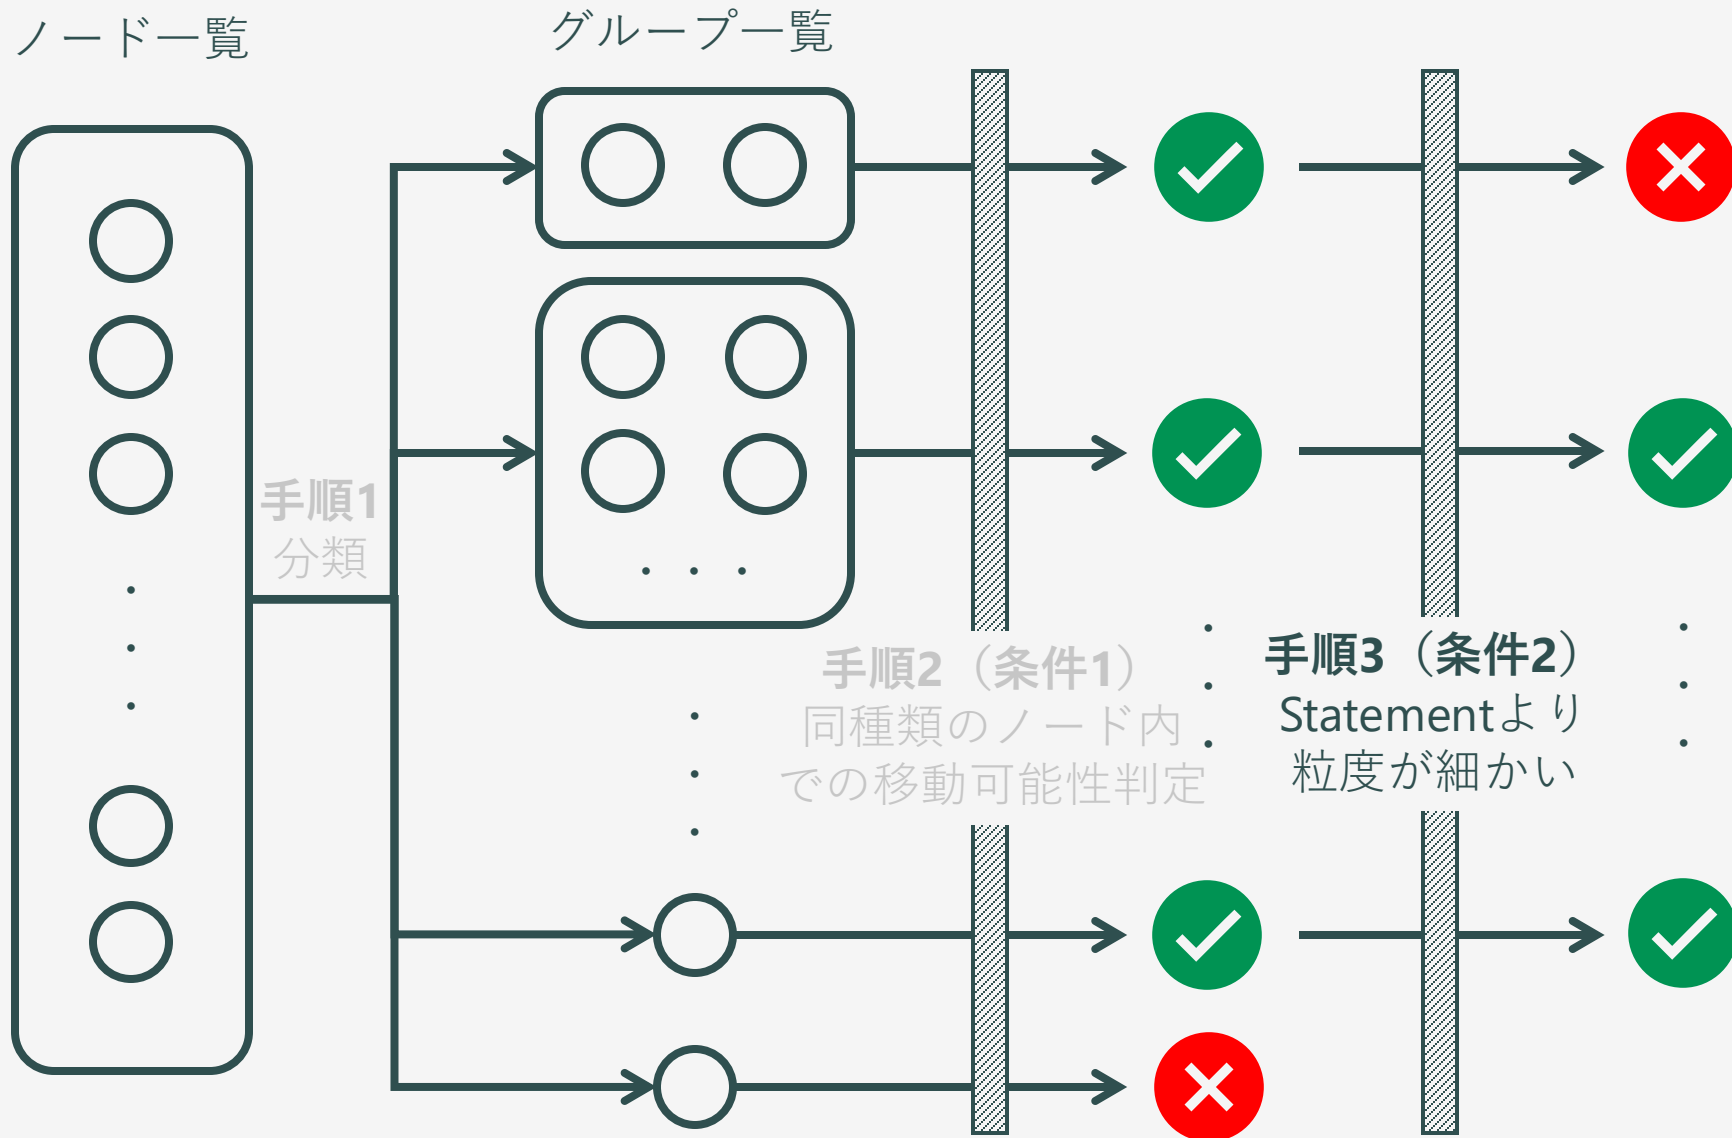 ノード一覧
グループ一覧
手順1
分類
手順2（条件1）
同種類のノード内
での移動可能性判定
手順3（条件2）
Statementより
粒度が細かい